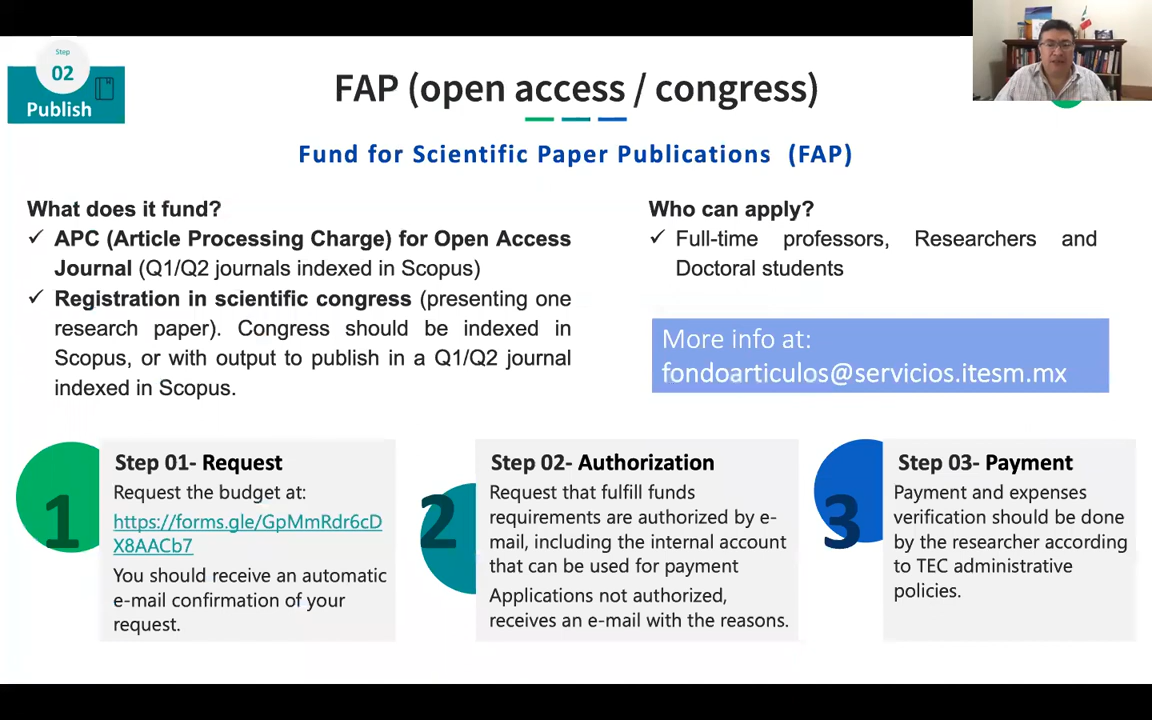 Step
02
Publish
FAP (open access / congress)
Fund for Scientific Paper Publications (FAP)
What does it fund?
✓ APC (Article Processing Charge) for Open Access
Journal (Q1/Q2 journals indexed in Scopus)
✓ Registration in scientific congress (presenting one
research paper). Congress should be indexed in
Scopus, or with output to publish in a Q1/Q2 journal
indexed in Scopus.
Who can apply?
✓ Full-time professors, Researchers and
Doctoral students
More info at:
fondoarticulos@servicios.itesm.mx
1
Step 01- Request
Request the budget at:
https://forms.gle/GpMmRdr6cD
X8AACb7
You should receive an automatic
e-mail confirmation of your
request.
2
Step 02- Authorization
Request that fulfill funds
requirements are authorized by e-
mail, including the internal account
that can be used for payment
Applications not authorized,
receives an e-mail with the reasons.
3
Step 03- Payment
Payment and expenses
verification should be done
by the researcher according
to TEC administrative
policies.